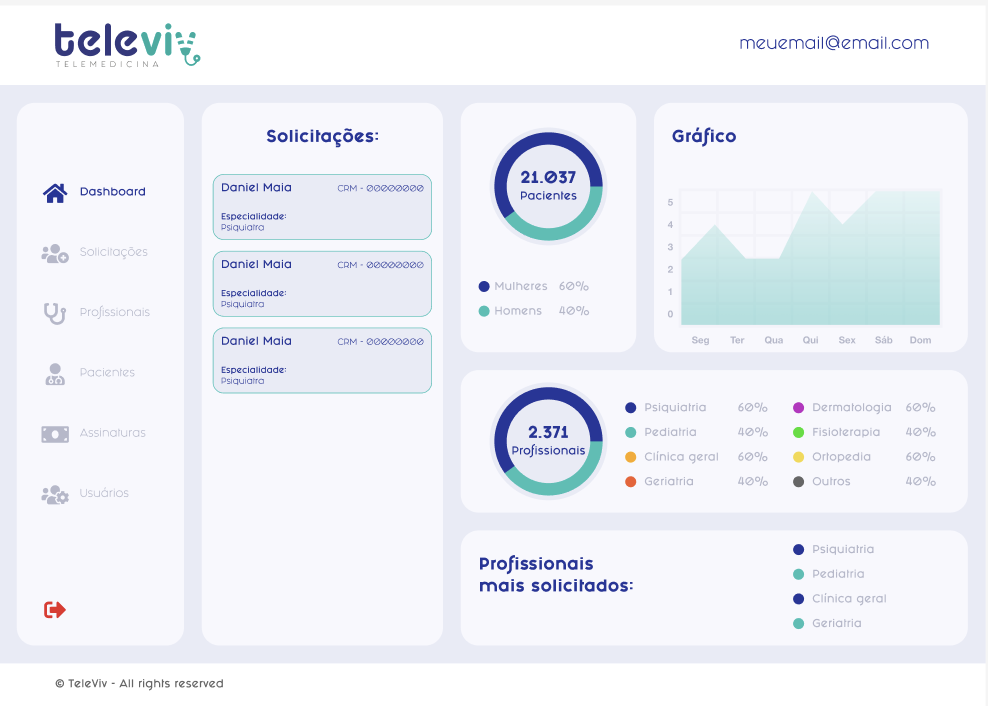 televiv
TELEMEDICINA
meuemail@email.com
Dashboard
Solicitações
Profissionais
Pacientes
Assinaturas
Usuários
Solicitações:
Daniel Maia CRM - 00000000
Especialidade:
Psiquiatra
Daniel Maia CRM - 00000000
Especialidade:
Psiquiatra
Daniel Maia CRM - 00000000
Especialidade:
Psiquiatra
21.037
Pacientes
Mulheres 60%
Homens 40%
Gráfico
5
4
3
2
1
0
Seg Ter Qua Qui Sex Sáb Dom
2.371
Profissionais
Psiquiatria 60% Dermatologia 60%
Pediatria 40% Fisioterapia 40%
Clínica geral 60% Ortopedia 60%
Geriatria 40% Outros 40%
Profissionais
mais solicitados:
Psiquiatria
Pediatria
Clínica geral
Geriatria
© TeleViv - All rights reserved